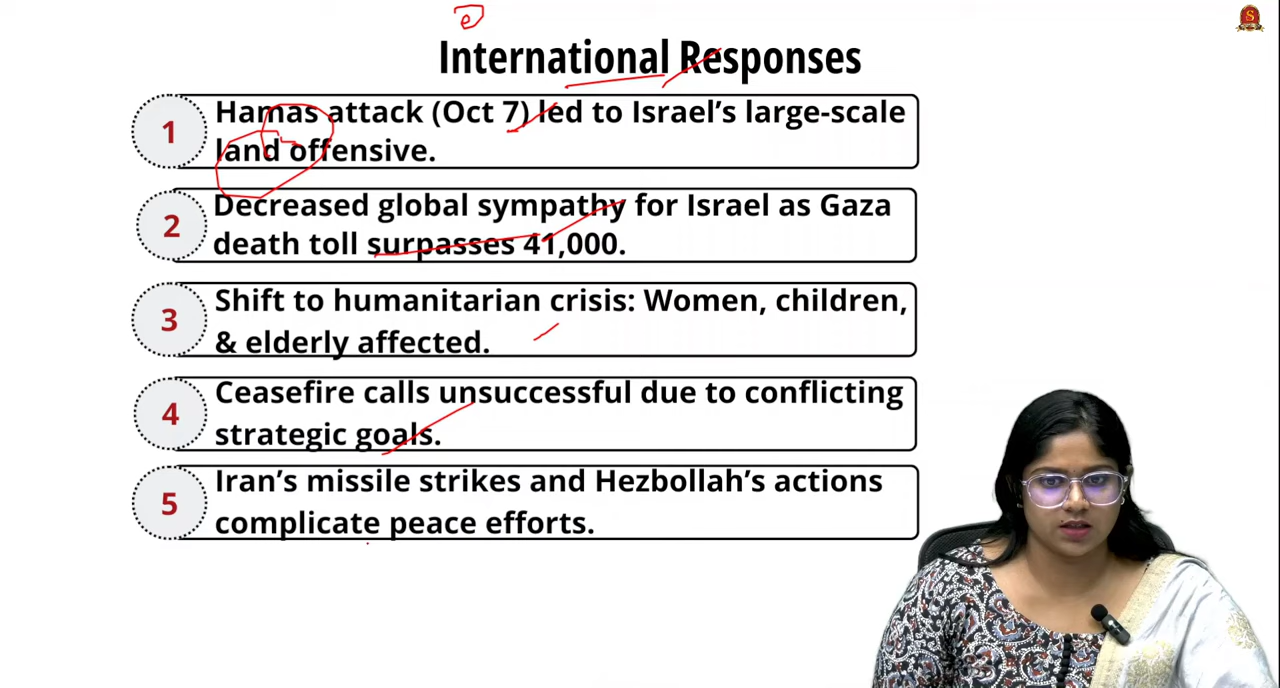 e
International Responses
1
Hamas attack (Oct 7) led to Israel's large-scale
land offensive.
2
Decreased global sympathy for Israel as Gaza
death toll surpasses 41,000.
3
Shift to humanitarian crisis: Women, children,
& elderly affected.
4
Ceasefire calls unsuccessful due to conflicting
strategic goals.
5
Iran's missile strikes and Hezbollah's actions
complicate peace efforts.